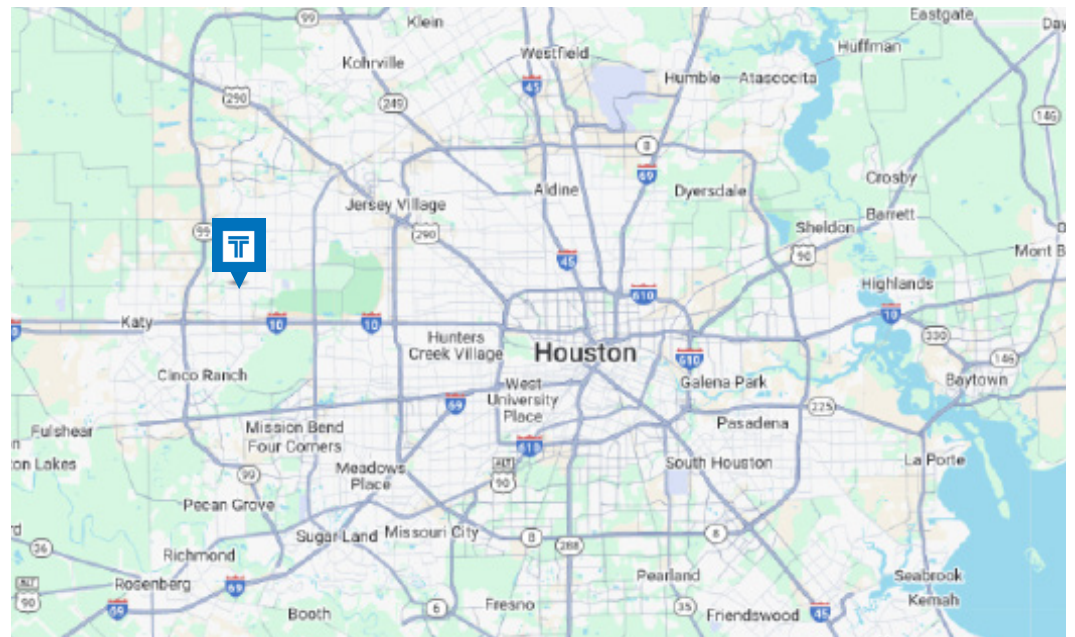 Eastgate
Day
99
Klein
Huffman
Westfield
Kohrville
Humble
Atascocita
45
290
249
146
8
69
Crosby
Aldine
Dyersdale
Jersey Village
Barrett
Sheldon
99
290
T
Mont B
45
90
Highlands
610
10
Katy
10
10
Hunters
Creek Village
Houston
330
610
146
Cinco Ranch
West
University
Place
Galena Park
Baytown
69
225
Fulshear
Mission Bend
Four Corners
Pasadena
610
on Lakes
Meadows
Place
ALT
90
South Houston
La Porte
99
Pecan Grove
Sugar Land
Missouri City
8
288
8
36
Richmond
ALT
90
Rosenberg
69
69
Pearland
Seabrook
Kemah
Booth
6
Fresno
35
Friendswood
45